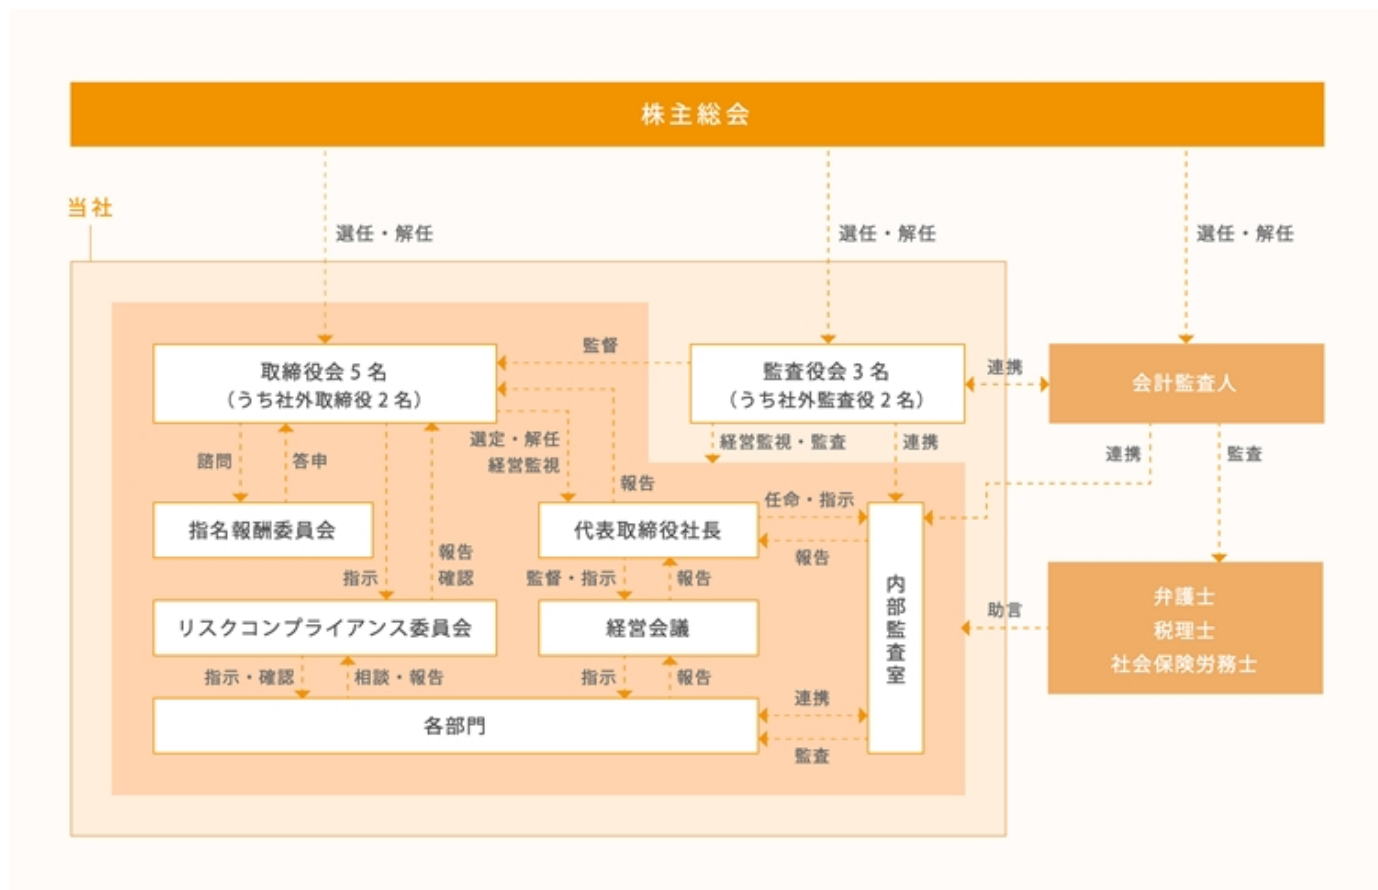 株主総会
当社
選任・解任
選任・解任
選任・解任
取締役会5名
（うち社外取締役2名）
監督
監査役会3名
（うち社外監査役2名）
連携
会計監査人
諮問
答申
選定・解任
経営監視
報告
経営監視・監査
連携
連携
監査
指名報酬委員会
代表取締役社長
任命・指示
報告
内部監査室
指示
報告
確認
監督・指示
報告
リスクコンプライアンス委員会
経営会議
助言
弁護士
税理士
社会保険労務士
指示・確認
相談・報告
指示
報告
各部門
連携
監査